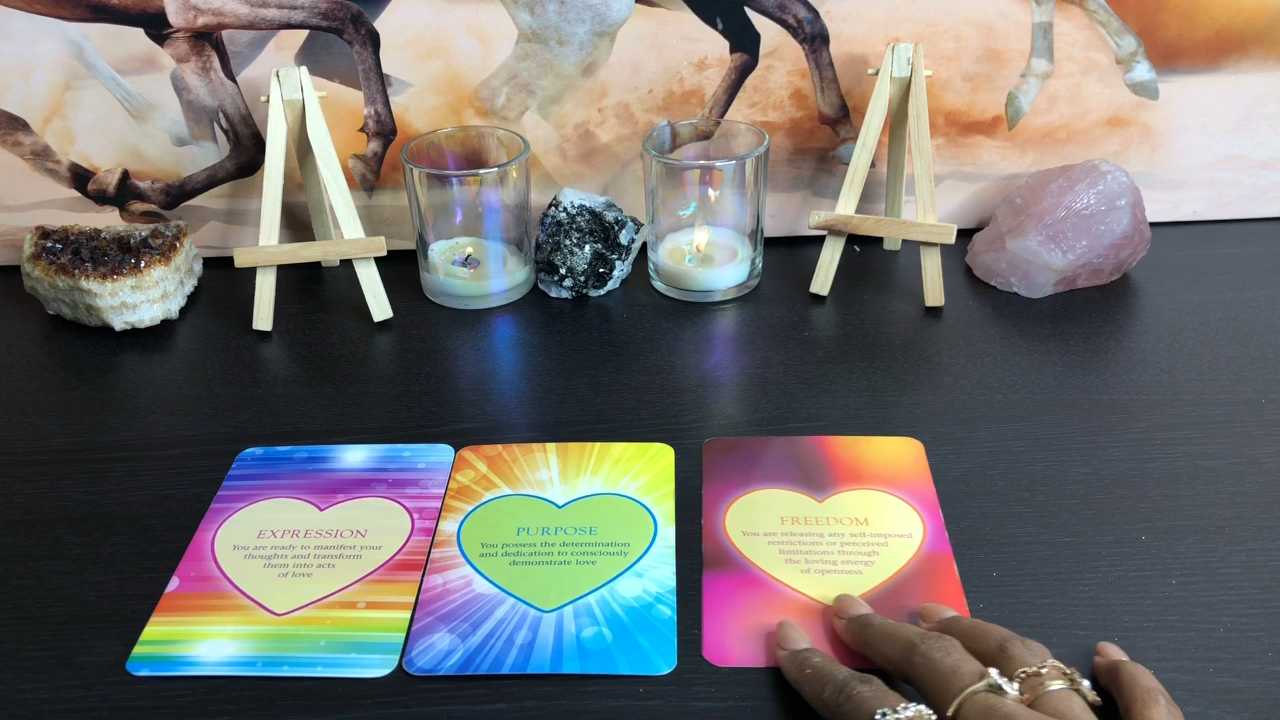 EXPRESSION
You are ready to manifest your
thoughts and transform
them into acts
of love
PURPOSE
You possess the determination
and dedication to consciously
demonstrate love
FREEDOM
You are releasing any self-imposed
restrictions or perceived
limitations through
the loving energy
of openness